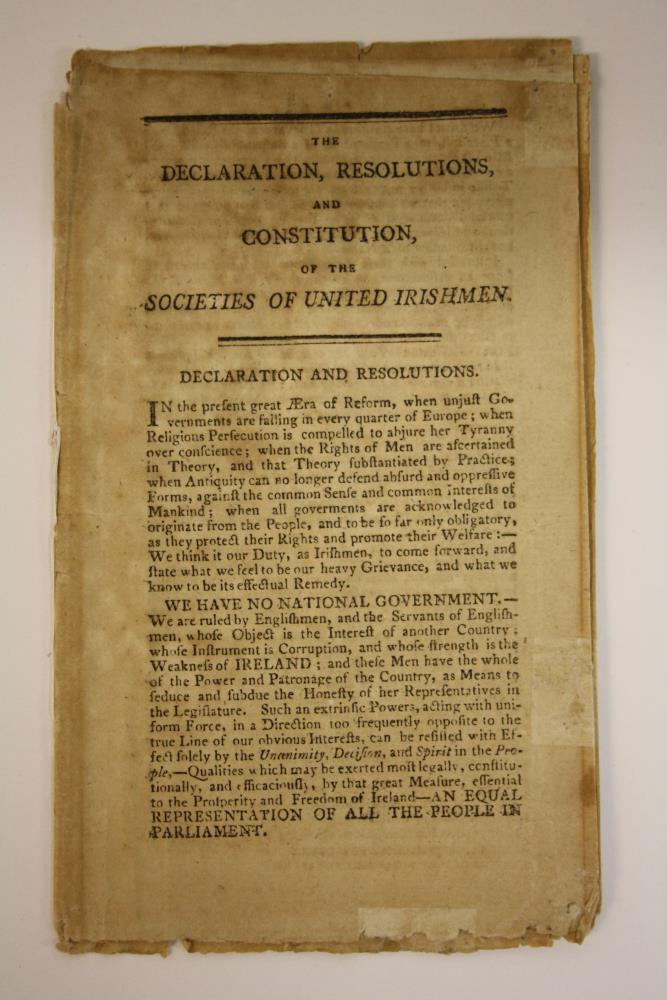 THE
DECLARATION, RESOLUTIONS,
AND
CONSTITUTION,
OF THE
SOCIETIES OF UNITED IRISHMEN.
DECLARATION AND RESOLUTIONS.
IN the preſent great Æra of Reform, when unjuſt Go-
vernments are falling in every quarter of Europe; when
Religious Perſecution is compelled to abjure her Tyranny
over conſcience; when the Rights of Men are aſcertained
in Theory, and that Theory ſubſtantiated by Practice;
when Antiquity can no longer defend abſurd and oppreſſive
Forms, againſt the common Senſe and common Intereſts of
Mankind; when all goverments are acknowledged to
originate from the People, and to be ſo far only obligatory,
as they protect their Rights and promote their Welfare:—
We think it our Duty, as Iriſhmen, to come forward, and
ſtate what we feel to be our heavy Grievance, and what we
know to be its effectual Remedy.
WE HAVE NO NATIONAL GOVERNMENT.—
We are ruled by Engliſhmen, and the Servants of Engliſh-
men, whoſe Object is the Intereſt of another Country;
whoſe Inſtrument is Corruption, and whoſe ſtrength is the
Weakneſs of IRELAND; and theſe Men have the whole
of the Power and Patronage of the Country, as Means to
ſeduce and ſubdue the Honeſty of her Repreſentatives in
the Legiſlature. Such an extrinſic Power, acting with uni-
form Force, in a Direction too frequently oppoſite to the
true Line of our obvious Intereſts, can be reſiſted with Ef-
fect ſolely by the Unanimity, Deciſion, and Spirit in the Peo-
ple,—Qualities which may be exerted moſt legally, conſtitu-
tionally, and efficaciouſly, by that great Meaſure, eſſential
to the Proſperity and Freedom of Ireland—AN EQUAL
REPRESENTATION OF ALL THE PEOPLE IN
PARLIAMENT.